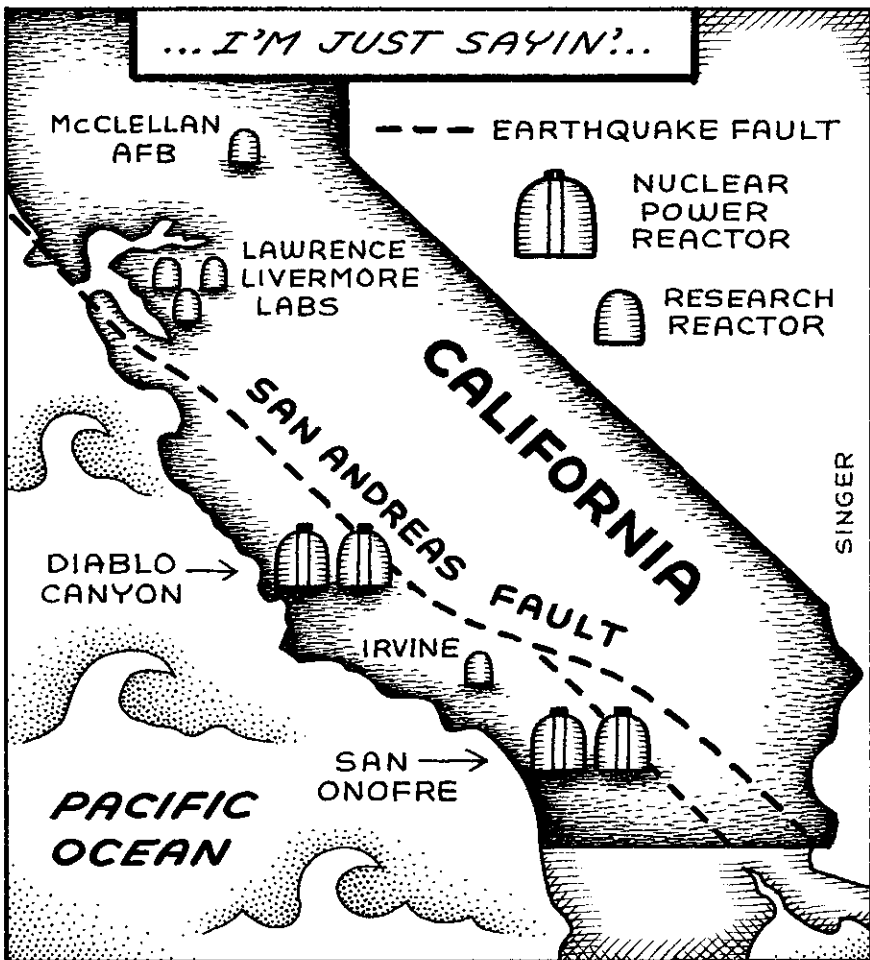 ...I'M JUST SAYIN'...
McCLELLAN
AFB
EARTHQUAKE FAULT
NUCLEAR
POWER
REACTOR
RESEARCH
REACTOR
LAWRENCE
LIVERMORE
LABS
CALIFORNIA
SAN ANDREAS FAULT
SINGER
DIABLO
CANYON
IRVINE
SAN
ONOFRE
PACIFIC
OCEAN